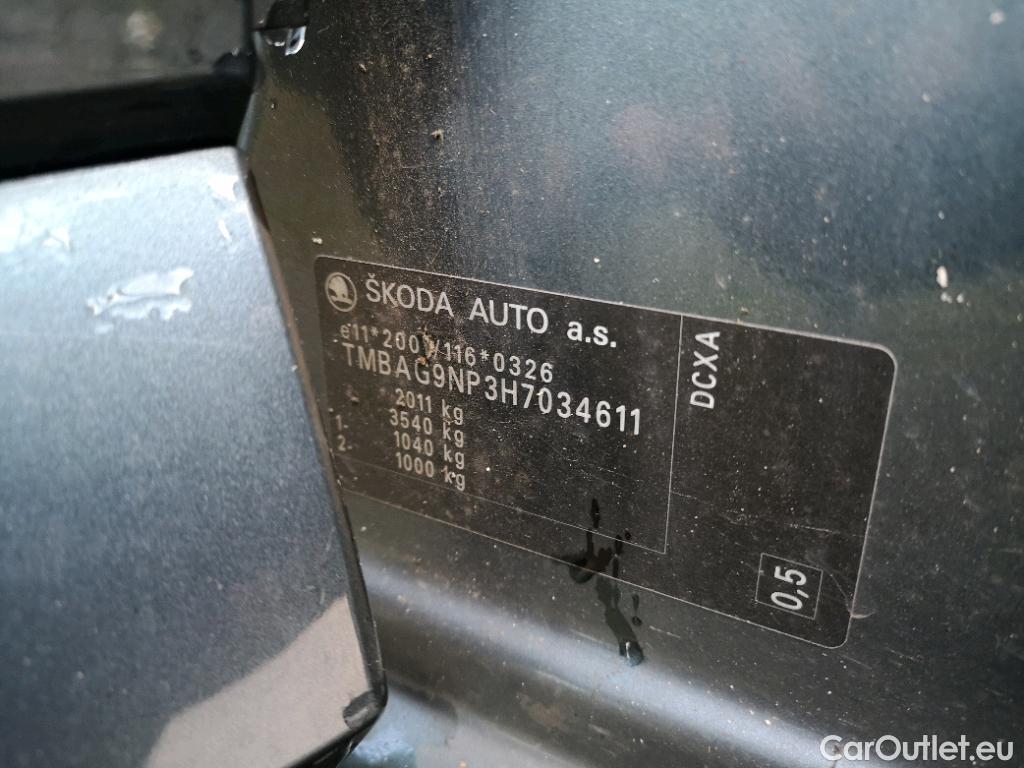 ŠKODA AUTO a.s.
e11*2001/116*0326
TMBAG9NP3H7034611
2011 kg
3540 kg
1- 1040 kg
2- 1000 kg
DCXA
0,5
CarOutlet.eu